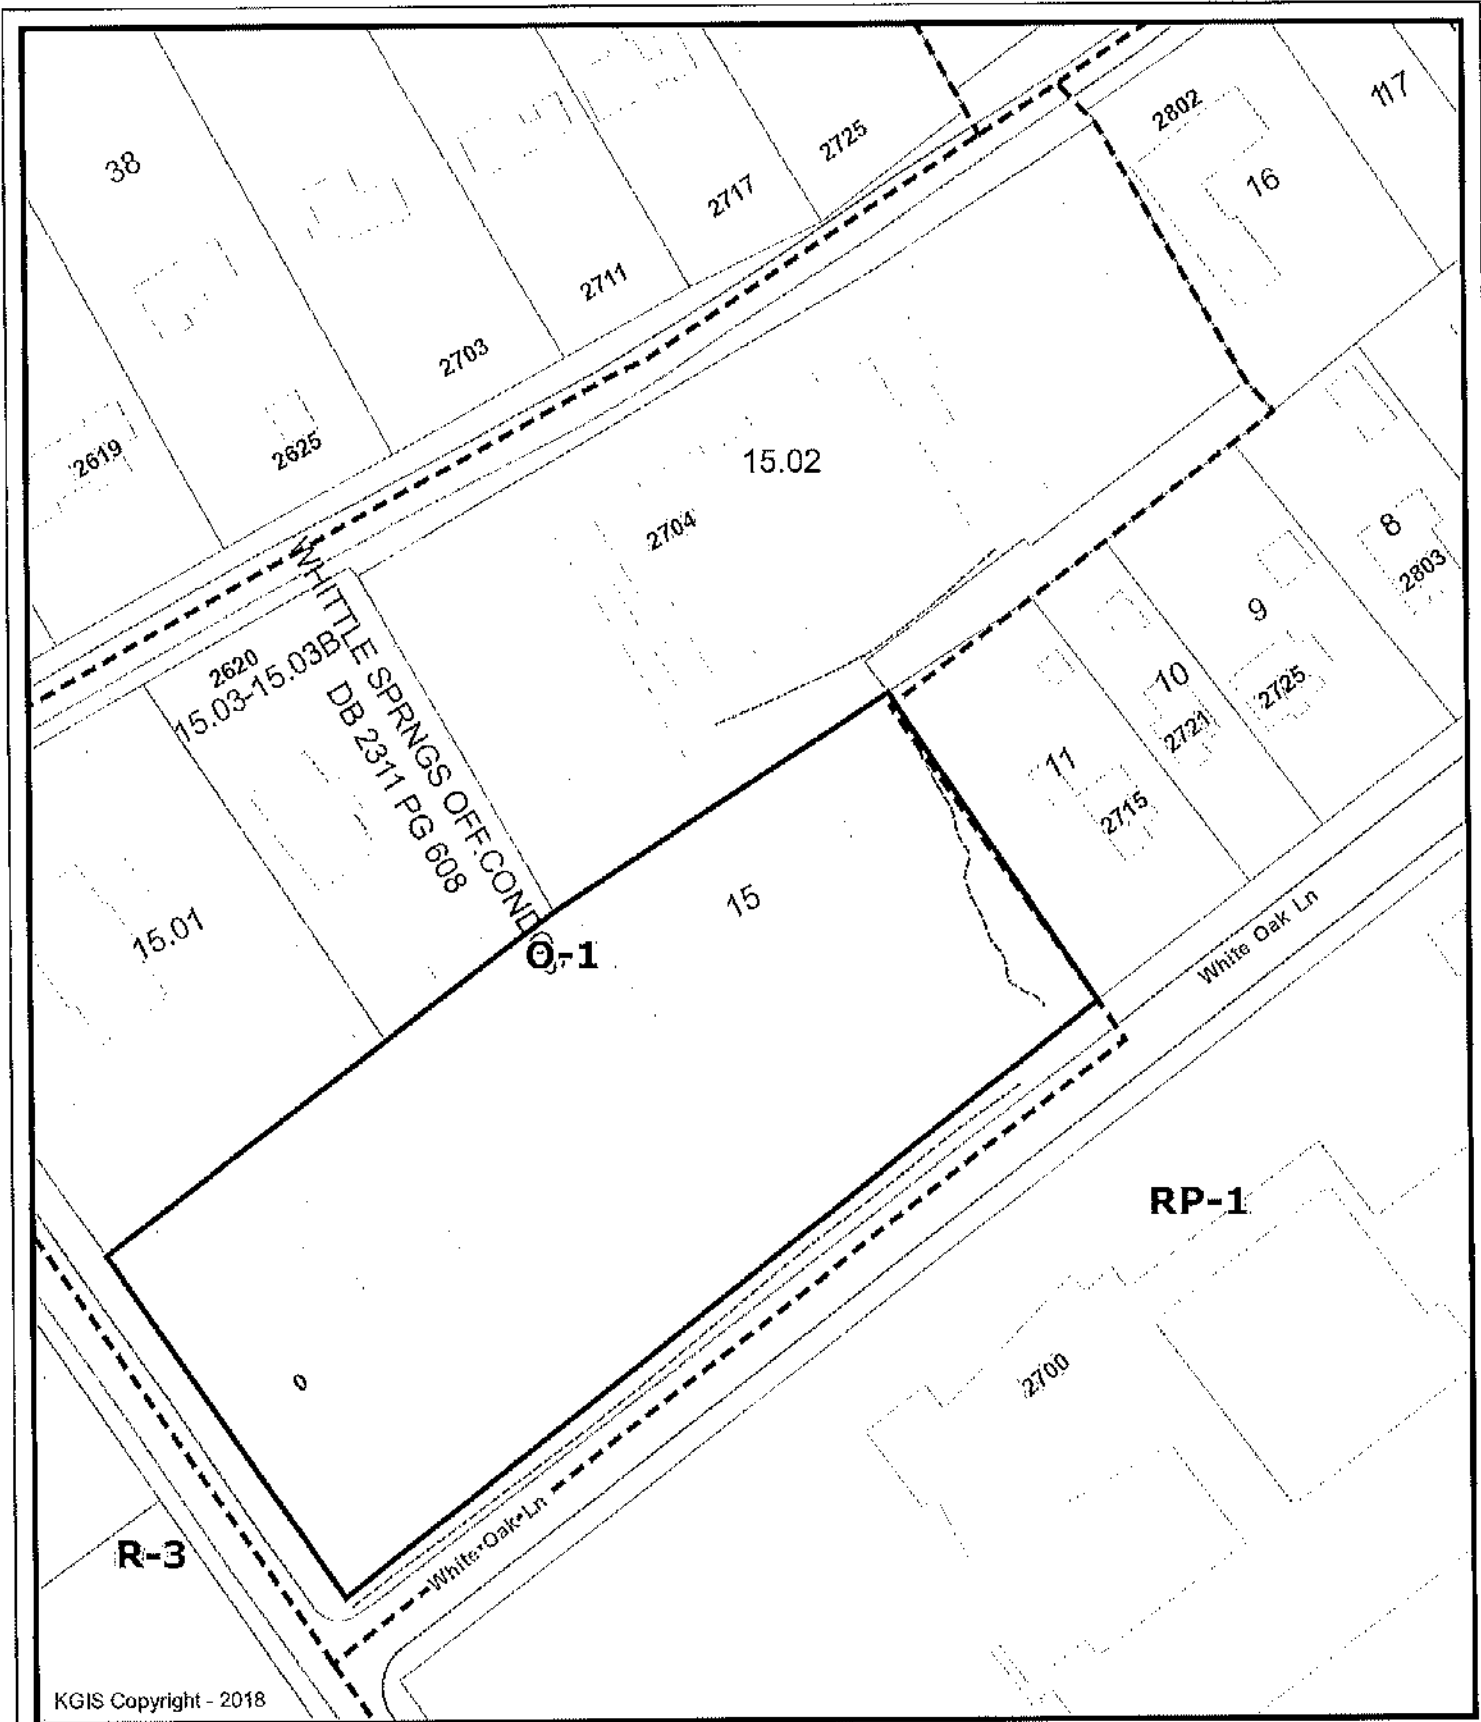 38
2802
117
16
2725
2717
2711
2703
2619
2625
15.02
2704
8
2803
9
10
2725
2721
11
2715
2620
15.03-15.03B
WHITTLE SPRNGS OFF.CONDOS
DB 2311 PG 608
15.01
15
O-1
White Oak Ln
RP-1
2700
0
White Oak Ln
R-3
KGIS Copyright - 2018